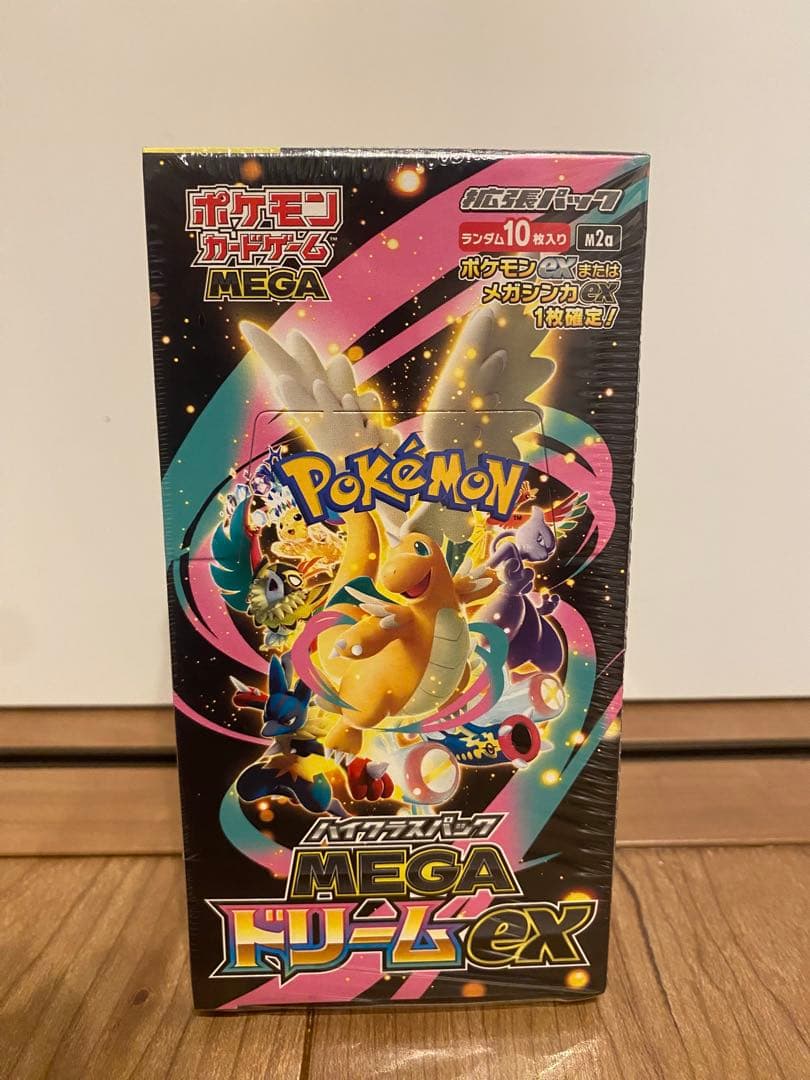 ポケモン
カードゲーム™
MEGA
拡張パック
ランダム10枚入り M2a
ポケモンexまたは
メガシンカex
1枚確定!
POKéMON™
ハイクラスパック
MEGA
ドリームex